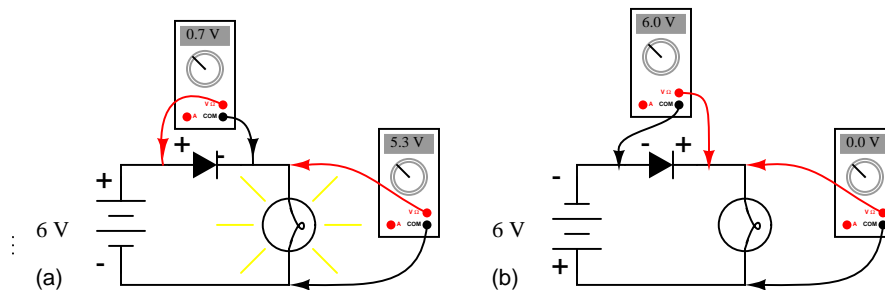 0.7 V
V Ω
A COM
+ -
5.3 V
V Ω
A COM
+
6 V
-
(a)
6.0 V
V Ω
A COM
- +
0.0 V
V Ω
A COM
-
6 V
+
(b)